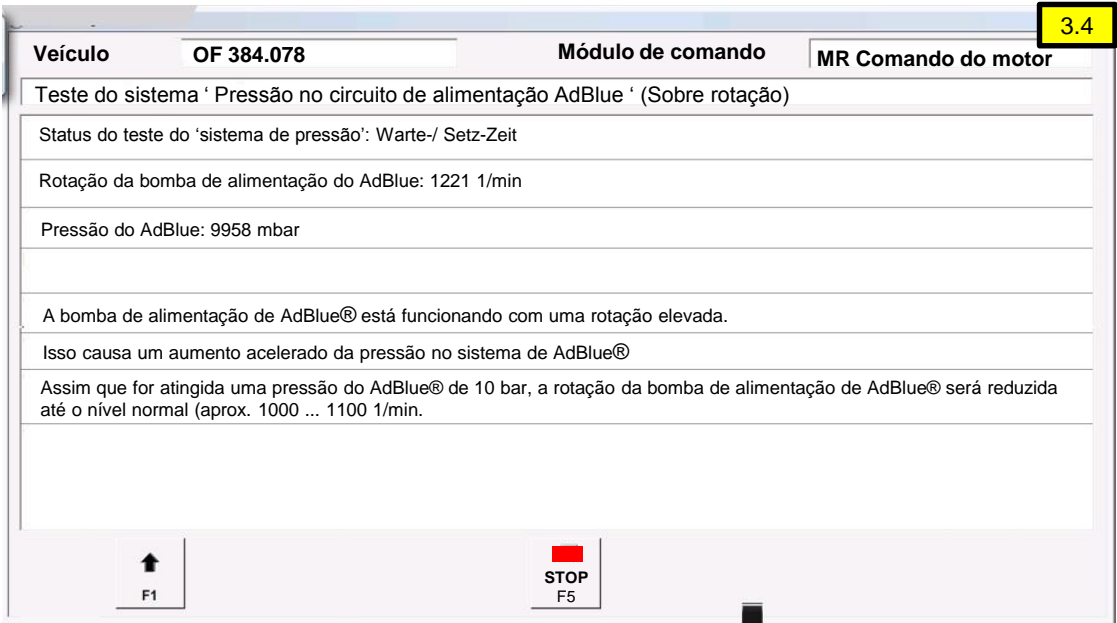 3.4
Veículo OF 384.078 Módulo de comando MR Comando do motor
Teste do sistema ‘ Pressão no circuito de alimentação AdBlue ‘ (Sobre rotação)
Status do teste do ‘sistema de pressão’: Warte-/ Setz-Zeit
Rotação da bomba de alimentação do AdBlue: 1221 1/min
Pressão do AdBlue: 9958 mbar
A bomba de alimentação de AdBlue® está funcionando com uma rotação elevada.
Isso causa um aumento acelerado da pressão no sistema de AdBlue®
Assim que for atingida uma pressão do AdBlue® de 10 bar, a rotação da bomba de alimentação de AdBlue® será reduzida
até o nível normal (aprox. 1000 ... 1100 1/min.
STOP
F1 F5